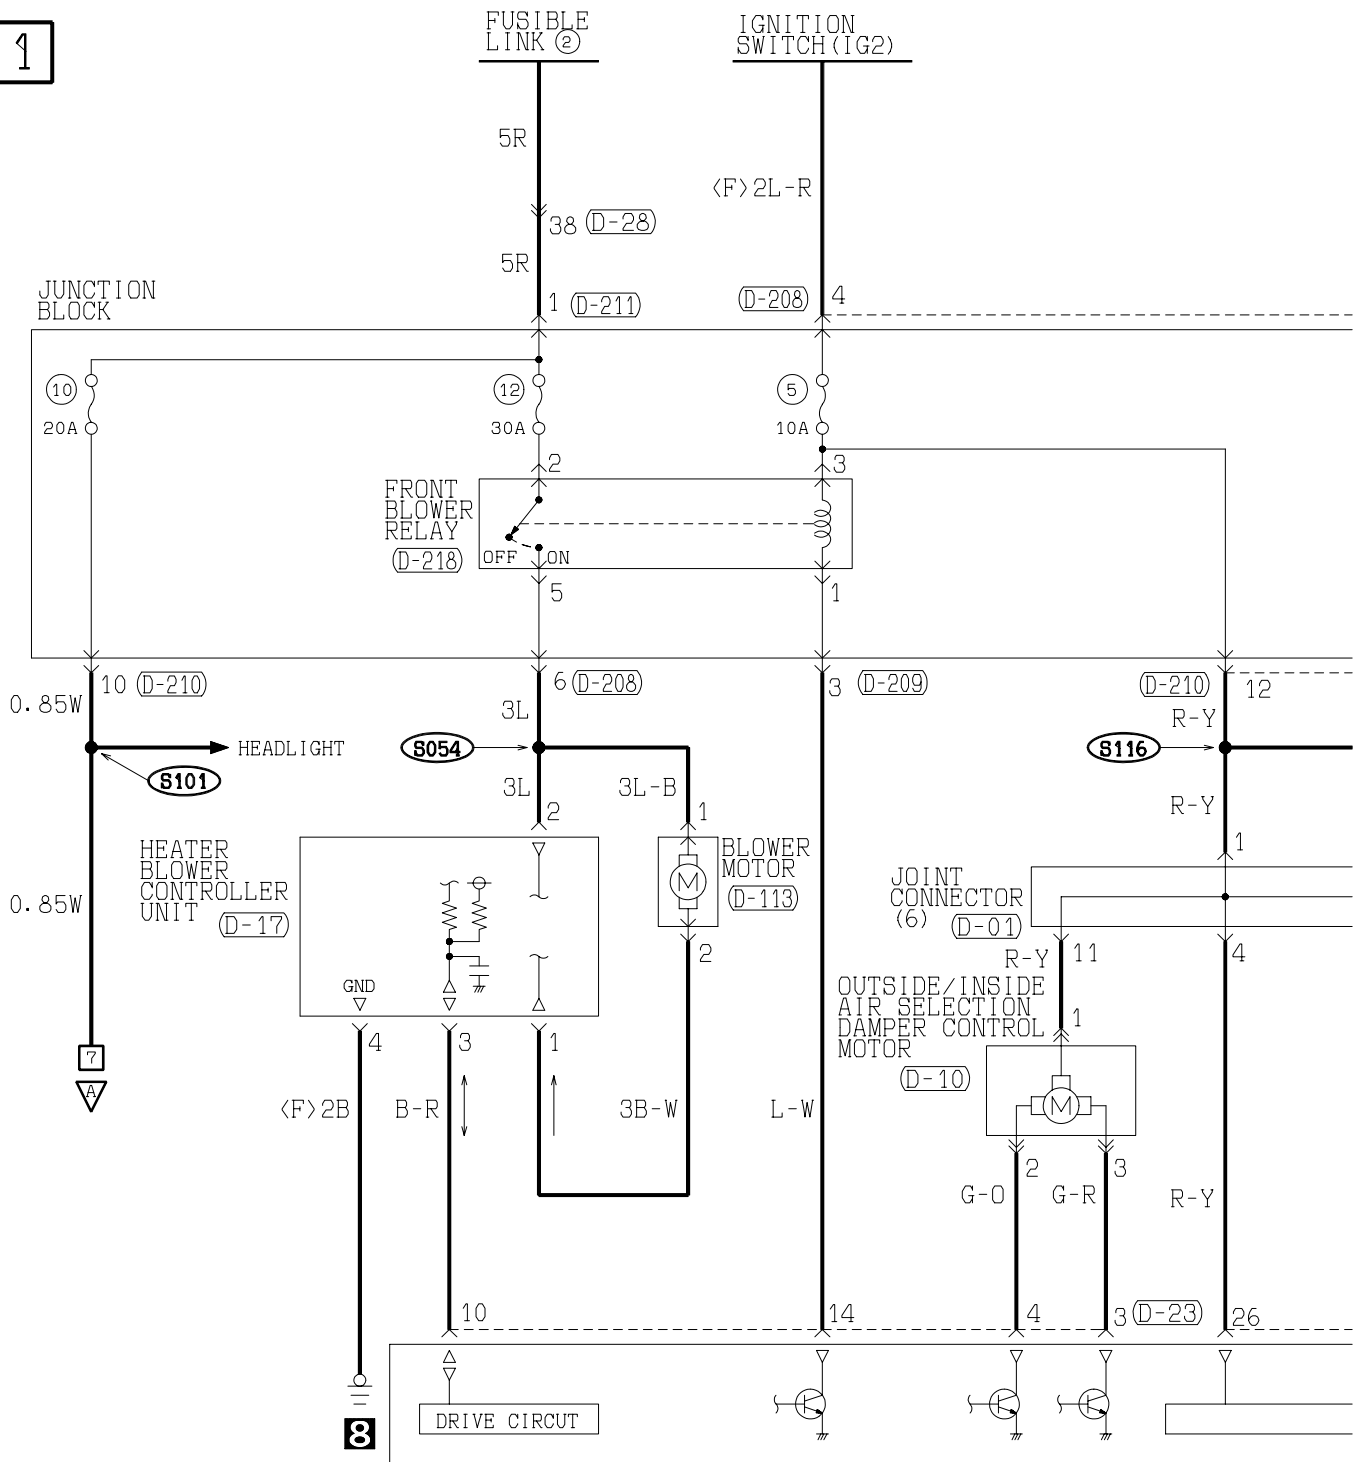 1
FUSIBLE
LINK ②
IGNITION
SWITCH(IG2)
5R
<F>2L-R
38 D-28
5R
JUNCTION
BLOCK
1 D-211
D-208 4
10
12
5
20A
30A
10A
2
3
FRONT
BLOWER
RELAY
D-218
OFF
ON
5
1
10 D-210
6 D-208
3 D-209
D-210 12
0.85W
3L
R-Y
HEADLIGHT
S054
S116
S101
3L
3L-B
R-Y
2
1
1
HEATER
BLOWER
CONTROLLER
UNIT
D-17
BLOWER
MOTOR
D-113
M
JOINT
CONNECTOR
(6)
D-01
0.85W
2
R-Y 11
4
GND
OUTSIDE/INSIDE
AIR SELECTION
DAMPER CONTROL
MOTOR
D-10
1
M
4
3
1
7
A
<F>2B
B-R
3B-W
L-W
2
3
G-O
G-R
R-Y
10
14
4
3 D-23
26
DRIVE CIRCUT
8